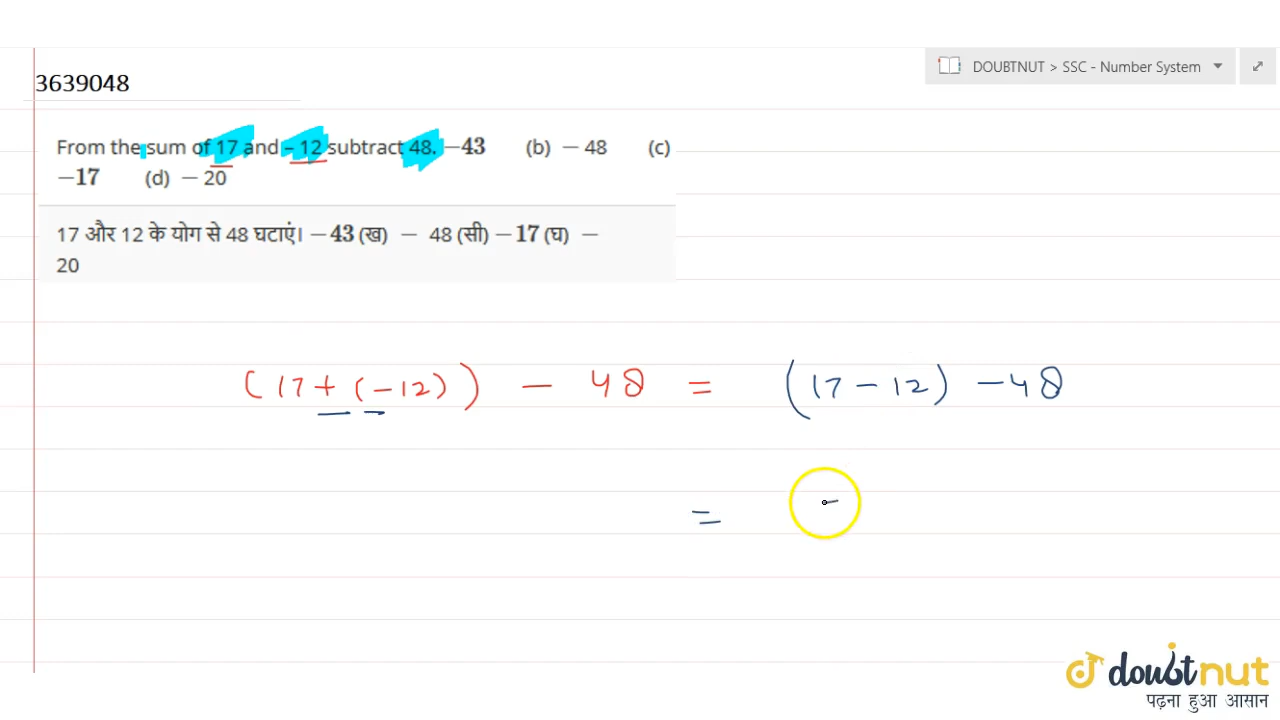 3639048
DOUBTNUT > SSC - Number System
From the sum of 17 and - 12 subtract 48. −43 (b) − 48 (c)
−17 (d) − 20
17 और 12 के योग से 48 घटाएं। −43 (ख) − 48 (सी) −17 (घ) −
20
(17 + (−12)) − 48 = (17 − 12) − 48
=
doubtnut
पढ़ना हुआ आसान